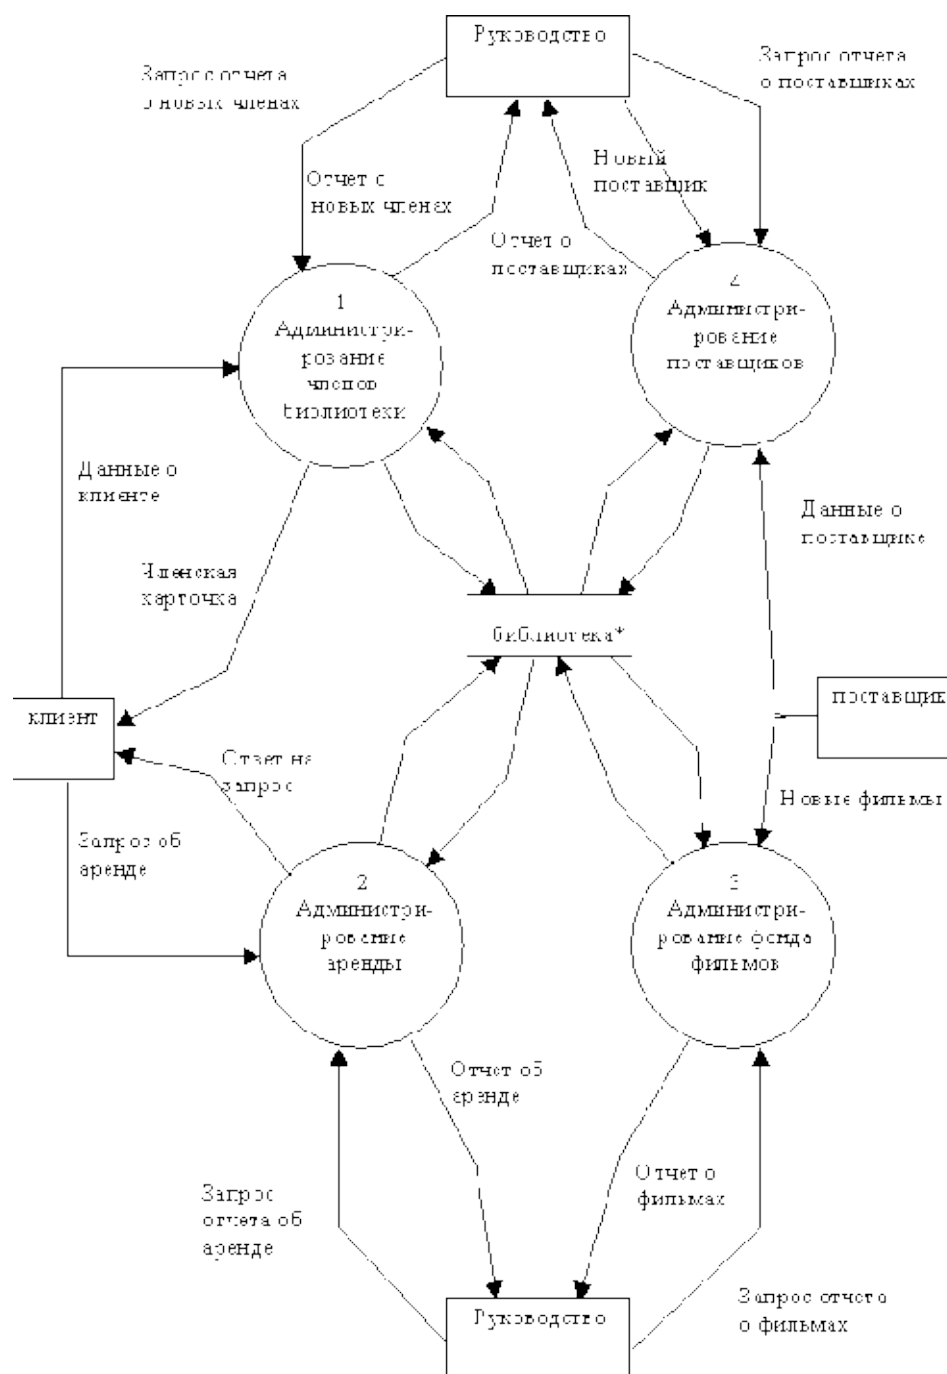 Руководство
Запрос отчета
о новых членах
Запрос отчета
о поставщиках
Отчет о
новых членах
Новый
поставщик
Отчет о
поставщиках
1
Администри-
рование
членов
библиотеки
4
Администри-
рование
поставщиков
Данные о
клиенте
Данные о
поставщике
Членская
карточка
библиотека*
клиент
поставщик
Ответ на
запрос
Новые фильмы
Запрос об
аренде
2
Администри-
рование
аренды
3
Администри-
рование фонда
фильмов
Отчет об
аренде
Отчет о
фильмах
Запрос
отчета об
аренде
Запрос отчета
о фильмах
Руководство